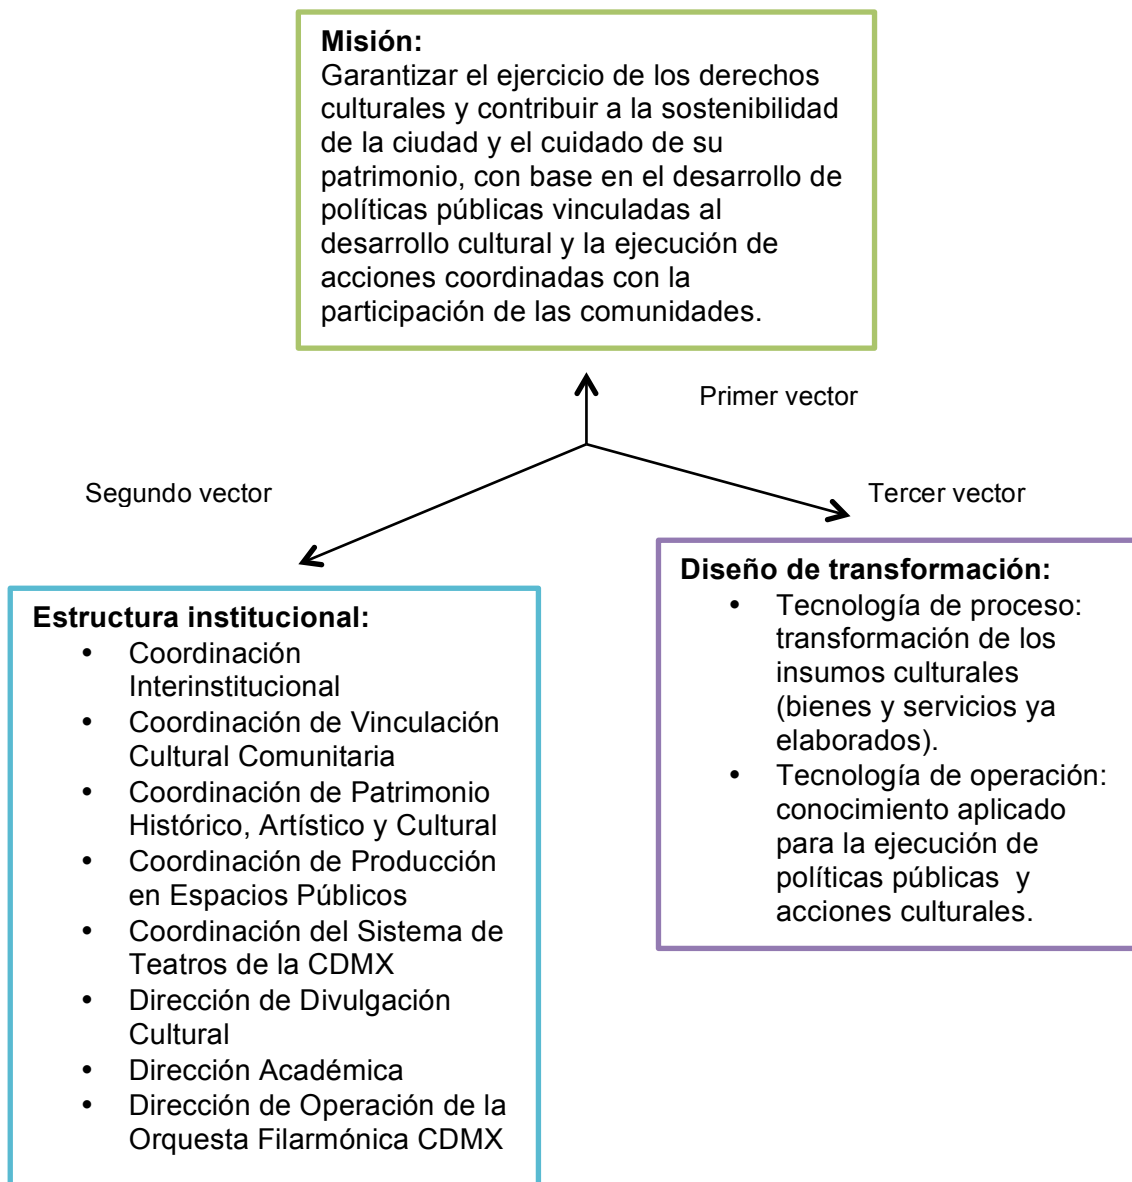 Misión:
Garantizar el ejercicio de los derechos
culturales y contribuir a la sostenibilidad
de la ciudad y el cuidado de su
patrimonio, con base en el desarrollo de
políticas públicas vinculadas al
desarrollo cultural y la ejecución de
acciones coordinadas con la
participación de las comunidades.
Primer vector
Segundo vector
Tercer vector
Estructura institucional:
• Coordinación
Interinstitucional
• Coordinación de Vinculación
Cultural Comunitaria
• Coordinación de Patrimonio
Histórico, Artístico y Cultural
• Coordinación de Producción
en Espacios Públicos
• Coordinación del Sistema de
Teatros de la CDMX
• Dirección de Divulgación
Cultural
• Dirección Académica
• Dirección de Operación de la
Orquesta Filarmónica CDMX
Diseño de transformación:
• Tecnología de proceso:
transformación de los
insumos culturales
(bienes y servicios ya
elaborados).
• Tecnología de operación:
conocimiento aplicado
para la ejecución de
políticas públicas y
acciones culturales.